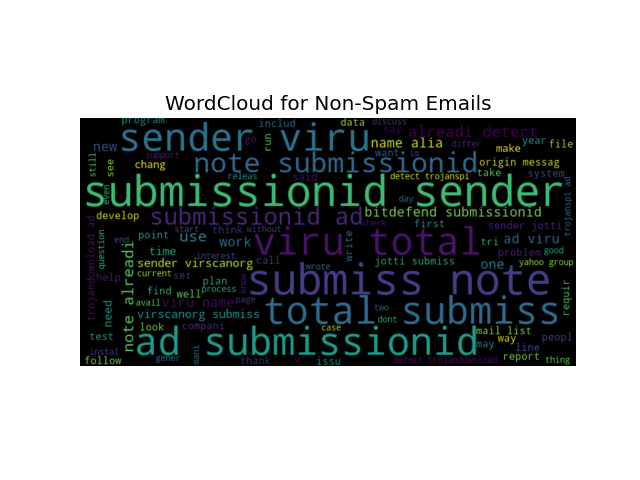 WordCloud for Non-Spam Emails
program includ data discuss
sender viru go run say alreadi detect
name alia differ make year file
new still see support note submissionid want im origin messag
chang releas said detect trojanspi take system
even submissionid sender day trojanspi ad
develop submissionid ad check bitdefend submissionid
trojandownload ad question point use start think without first sender jotti
end time work viru total write tri ad viru
interest problem good
sender virscanorg call jotti submiss one yahoo group
help current set wrote
note alreadi plan know submiss note requir
find well process
need avail viru name page total submiss two
virscanorg submiss dont
look compani case mail list peopl
test ad submissionid may way
instal mani line
follow gener thank u issu detect trojandownload report thing